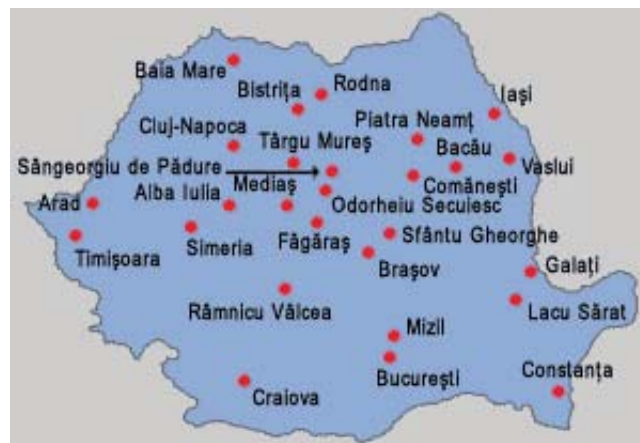 Baia Mare
Rodna
Bistrița
Iași
Piatra Neamț
Cluj-Napoca
Târgu Mureș
Bacău
Sângeorgiu de Pădure
Vaslui
Alba Iulia
Mediaș
Comănești
Arad
Odorheiu Secuiesc
Simeria
Făgăraș
Sfântu Gheorghe
Timișoara
Brașov
Galați
Râmnicu Vâlcea
Lacu Sărat
Mizil
București
Constanța
Craiova